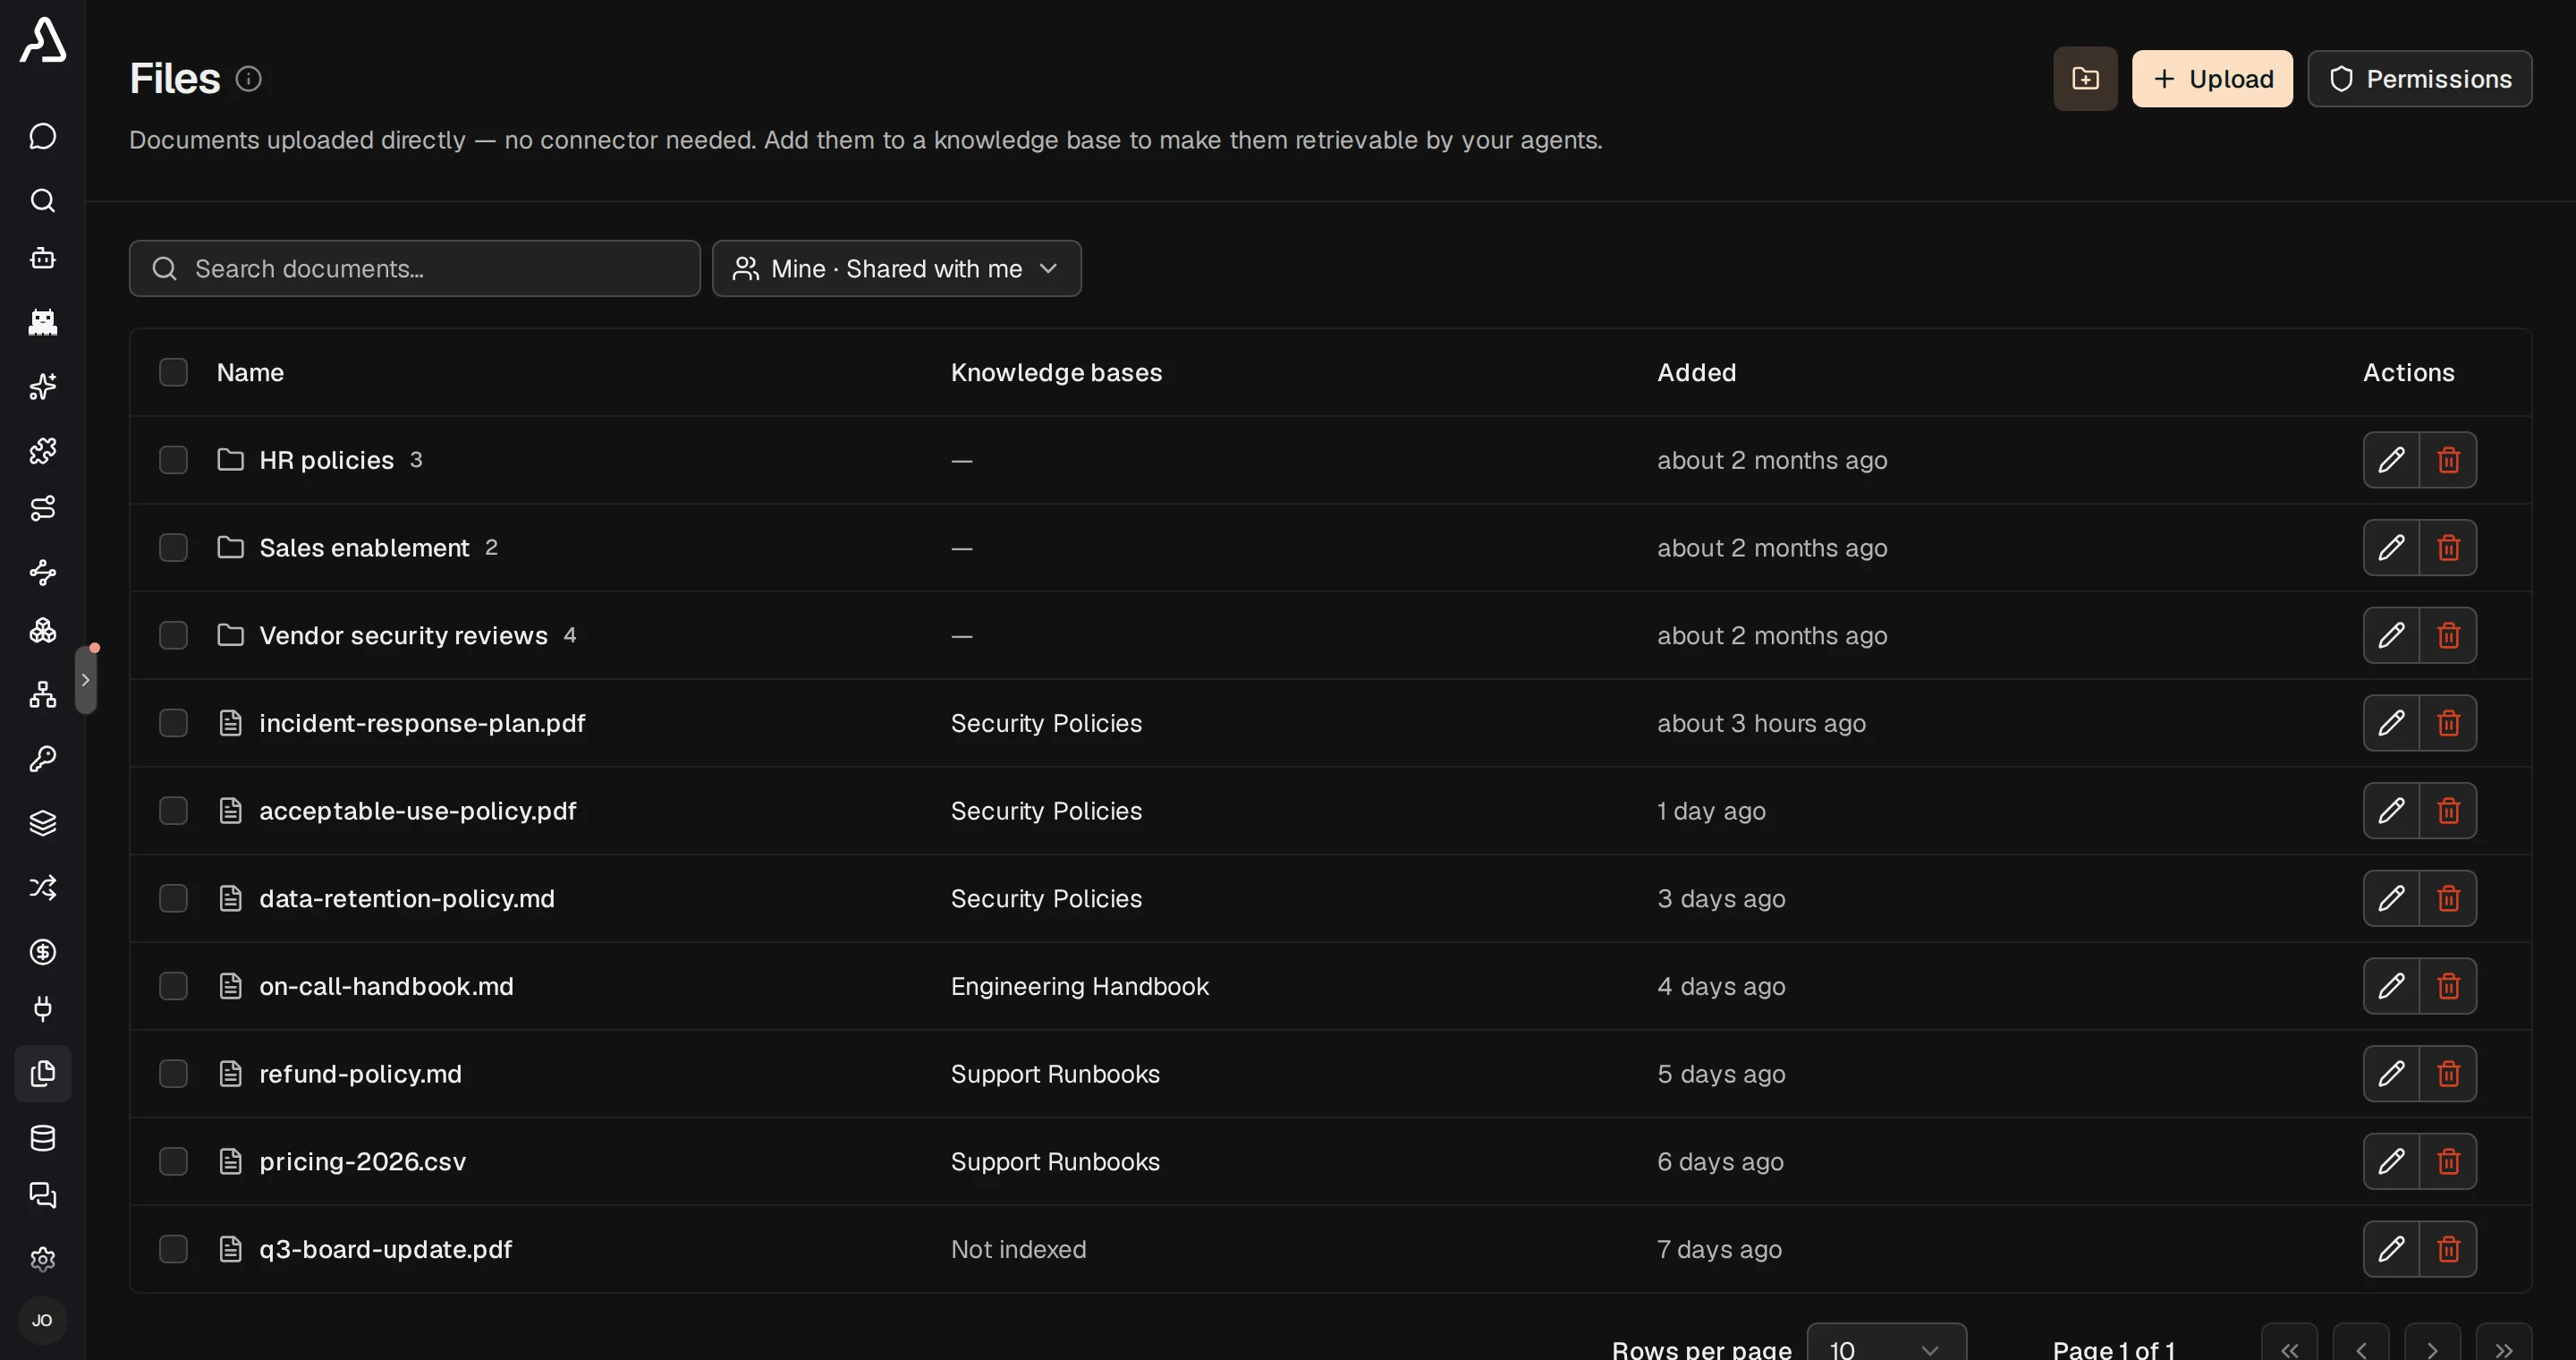 Files
Upload
Permissions
Documents uploaded directly — no connector needed. Add them to a knowledge base to make them retrievable by your agents.
Search documents...
Mine · Shared with me
Name Knowledge bases Added Actions
HR policies 3 — about 2 months ago
Sales enablement 2 — about 2 months ago
Vendor security reviews 4 — about 2 months ago
incident-response-plan.pdf Security Policies about 3 hours ago
acceptable-use-policy.pdf Security Policies 1 day ago
data-retention-policy.md Security Policies 3 days ago
on-call-handbook.md Engineering Handbook 4 days ago
refund-policy.md Support Runbooks 5 days ago
pricing-2026.csv Support Runbooks 6 days ago
q3-board-update.pdf Not indexed 7 days ago
JO
Rows per page 10 Page 1 of 1